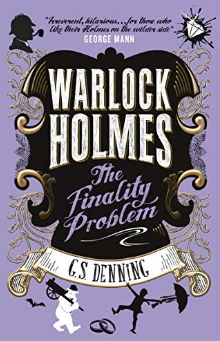 "Irreverent, hilarious...for those who
like their Holmes on the wilder side"
GEORGE MANN
WARLOCK
HOLMES
The
Finality
Problem
G.S. DENNING